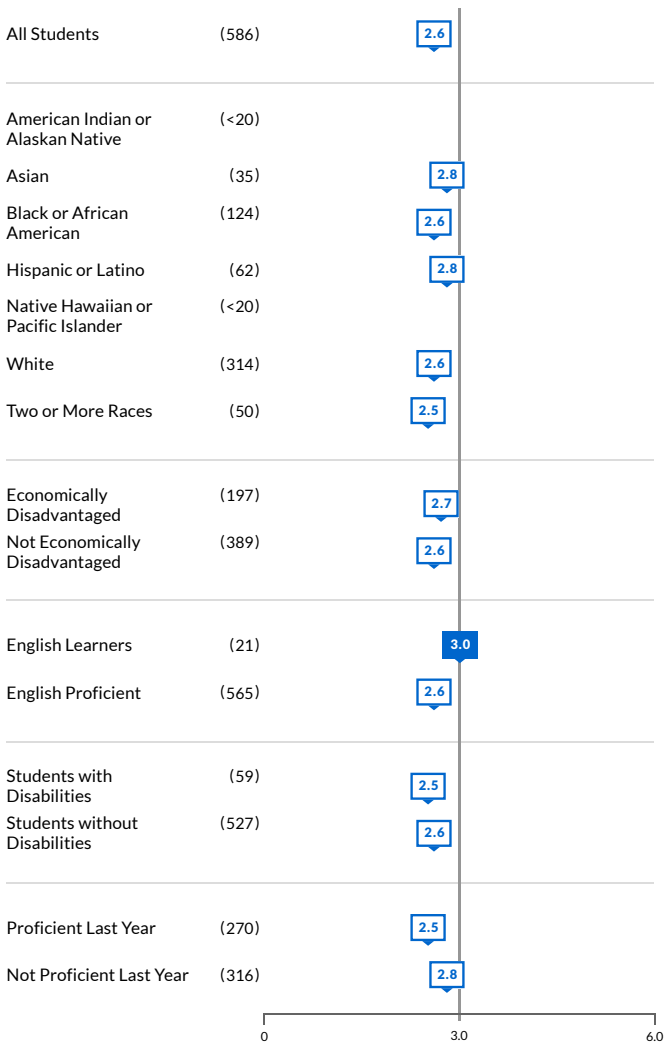 All Students (586) 2.6
American Indian or (<20)
Alaskan Native
Asian (35) 2.8
Black or African (124) 2.6
American
Hispanic or Latino (62) 2.8
Native Hawaiian or (<20)
Pacific Islander
White (314) 2.6
Two or More Races (50) 2.5
Economically (197) 2.7
Disadvantaged
Not Economically (389) 2.6
Disadvantaged
English Learners (21) 3.0
English Proficient (565) 2.6
Students with (59) 2.5
Disabilities
Students without (527) 2.6
Disabilities
Proficient Last Year (270) 2.5
Not Proficient Last Year (316) 2.8
0 3.0 6.0